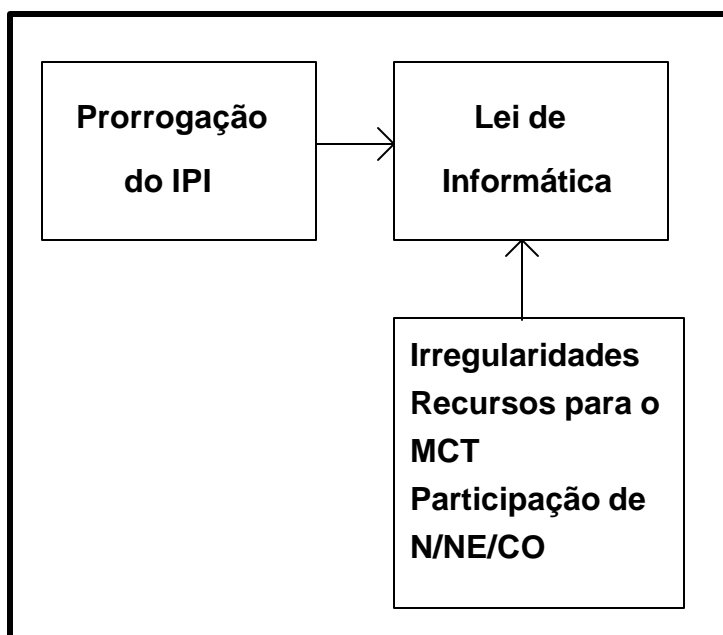 Prorrogação
do IPI
Lei de
Informática
Irregularidades
Recursos para o
MCT
Participação de
N/NE/CO